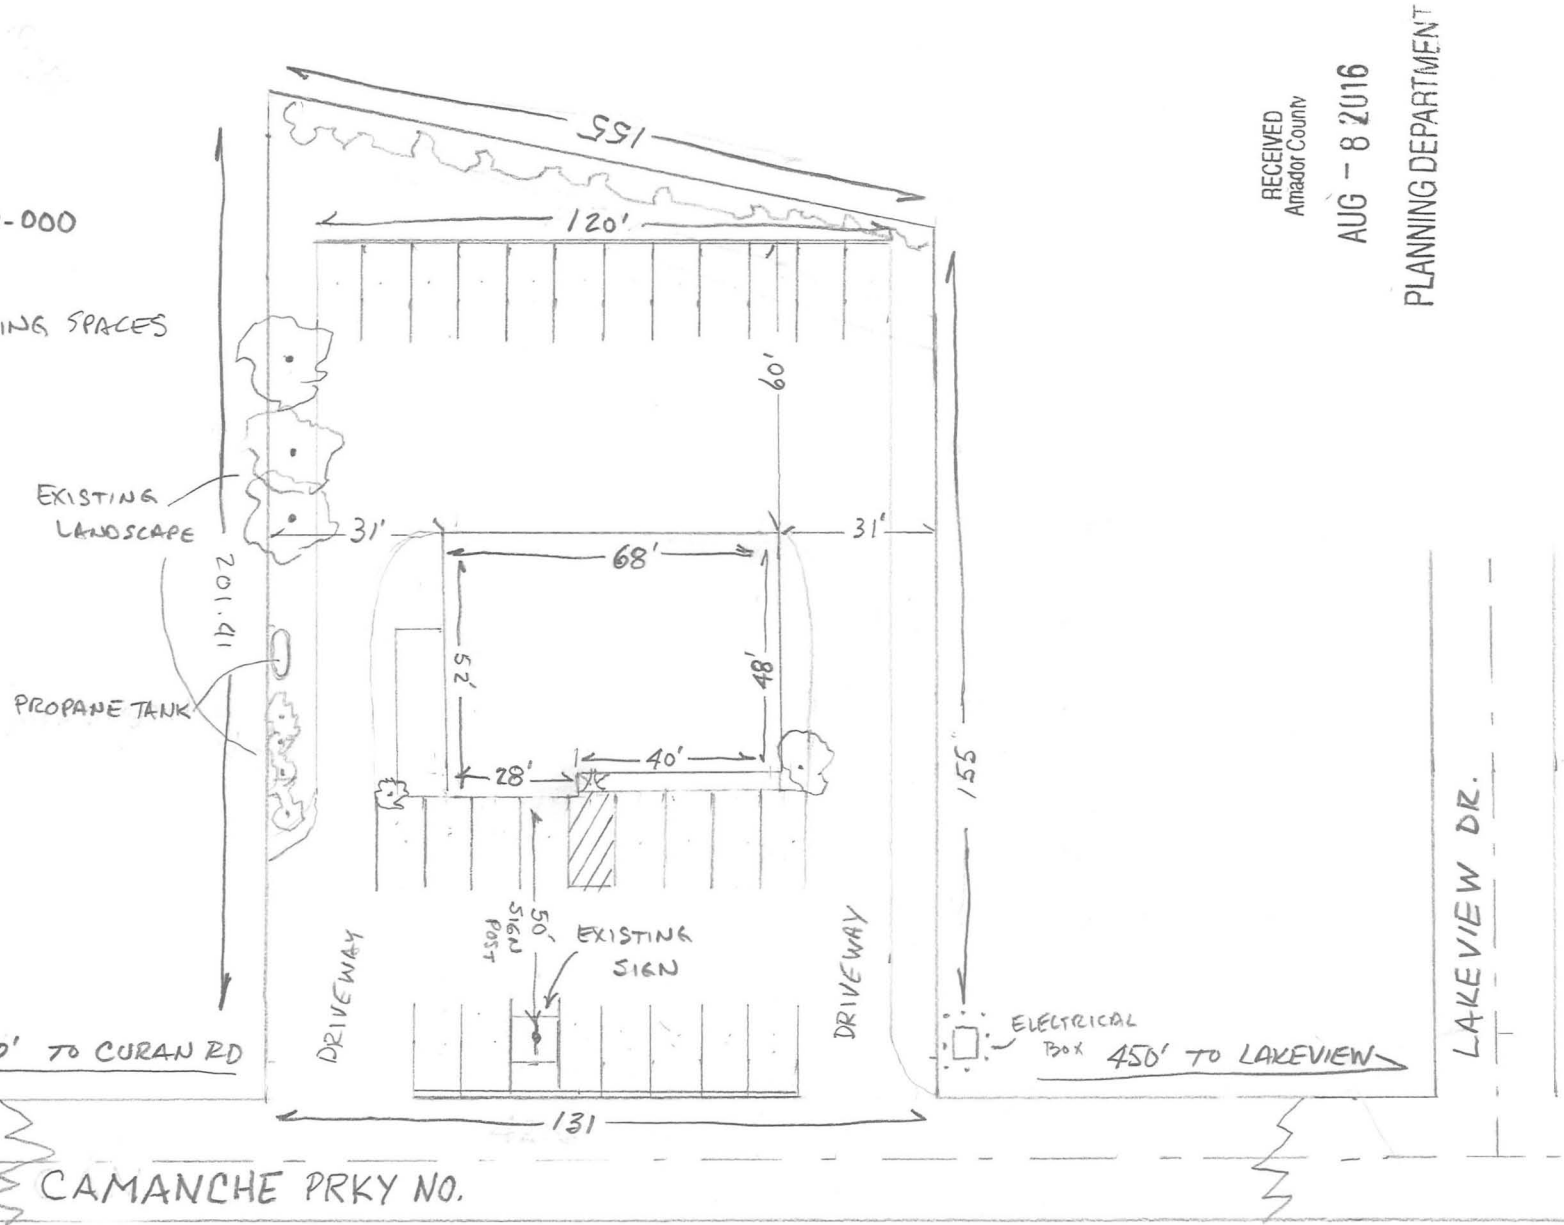 RECEIVED
Amador County
AUG - 8 2016
PLANNING DEPARTMENT
155
120'
-000
ING SPACES
60'
EXISTING
LANDSCAPE
31'
31'
68'
201.41
52'
48'
PROPANE TANK
40'
28'
155
50'
SIGN
POST
EXISTING
SIGN
DRIVEWAY
DRIVEWAY
ELECTRICAL
BOX
0' TO CURAN RD
450' TO LAKEVIEW
LAKEVIEW DR.
131
CAMANCHE PRKY NO.